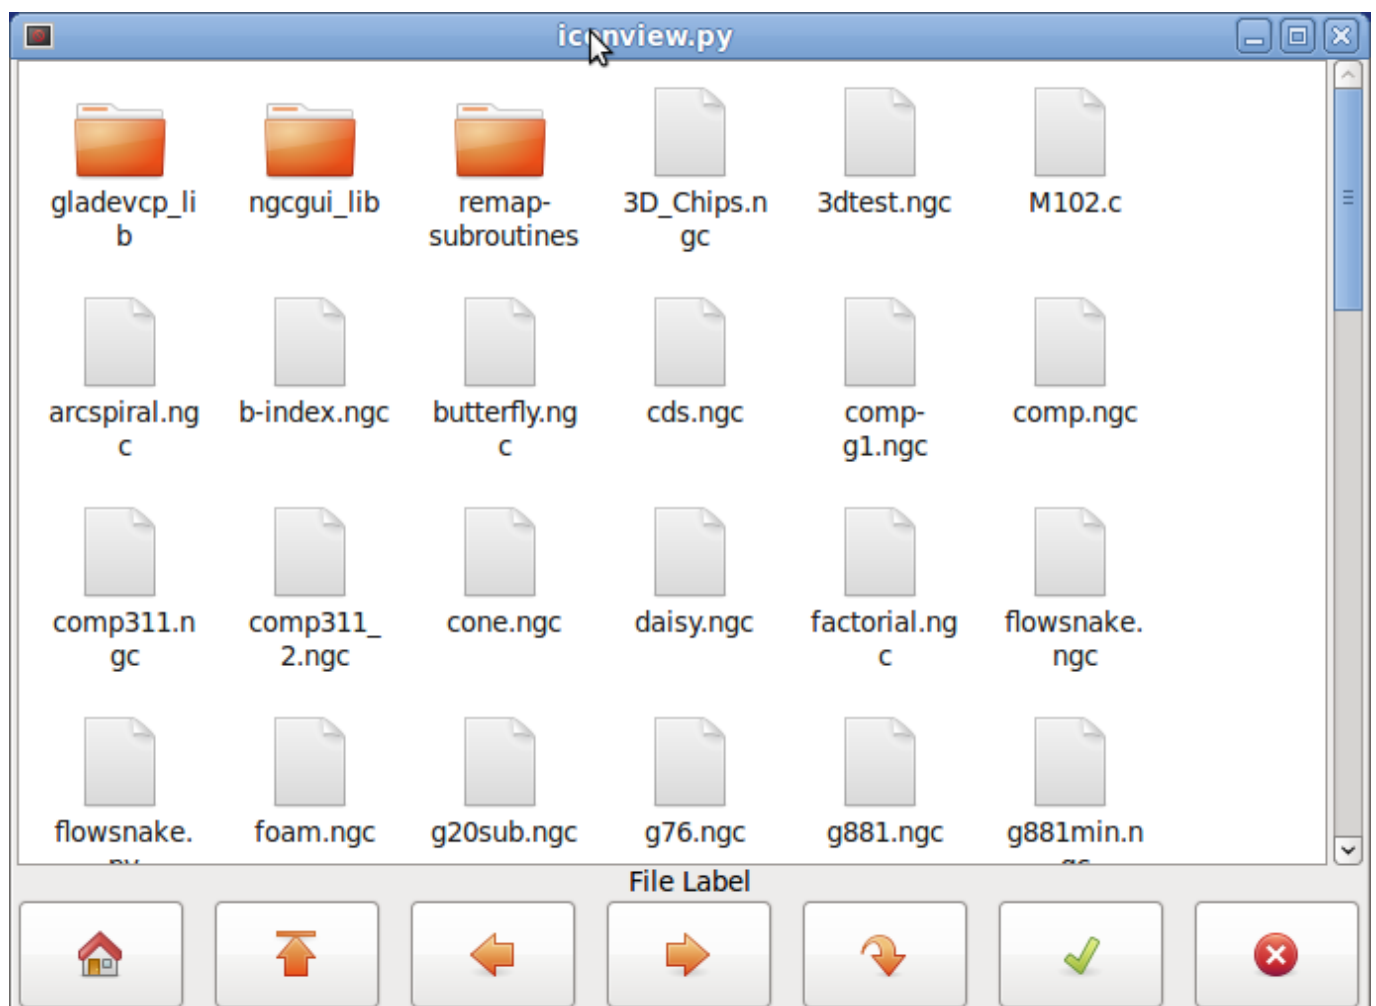 iconview.py
gladevcp_li
b
ngcgui_lib
remap-
subroutines
3D_Chips.n
gc
3dtest.ngc
M102.c
arcspiral.ng
c
b-index.ngc
butterfly.ng
c
cds.ngc
comp-
g1.ngc
comp.ngc
comp311.n
gc
comp311_
2.ngc
cone.ngc
daisy.ngc
factorial.ng
c
flowsnake.
ngc
flowsnake.
py
foam.ngc
g20sub.ngc
g76.ngc
g881.ngc
g881min.n
gc
File Label